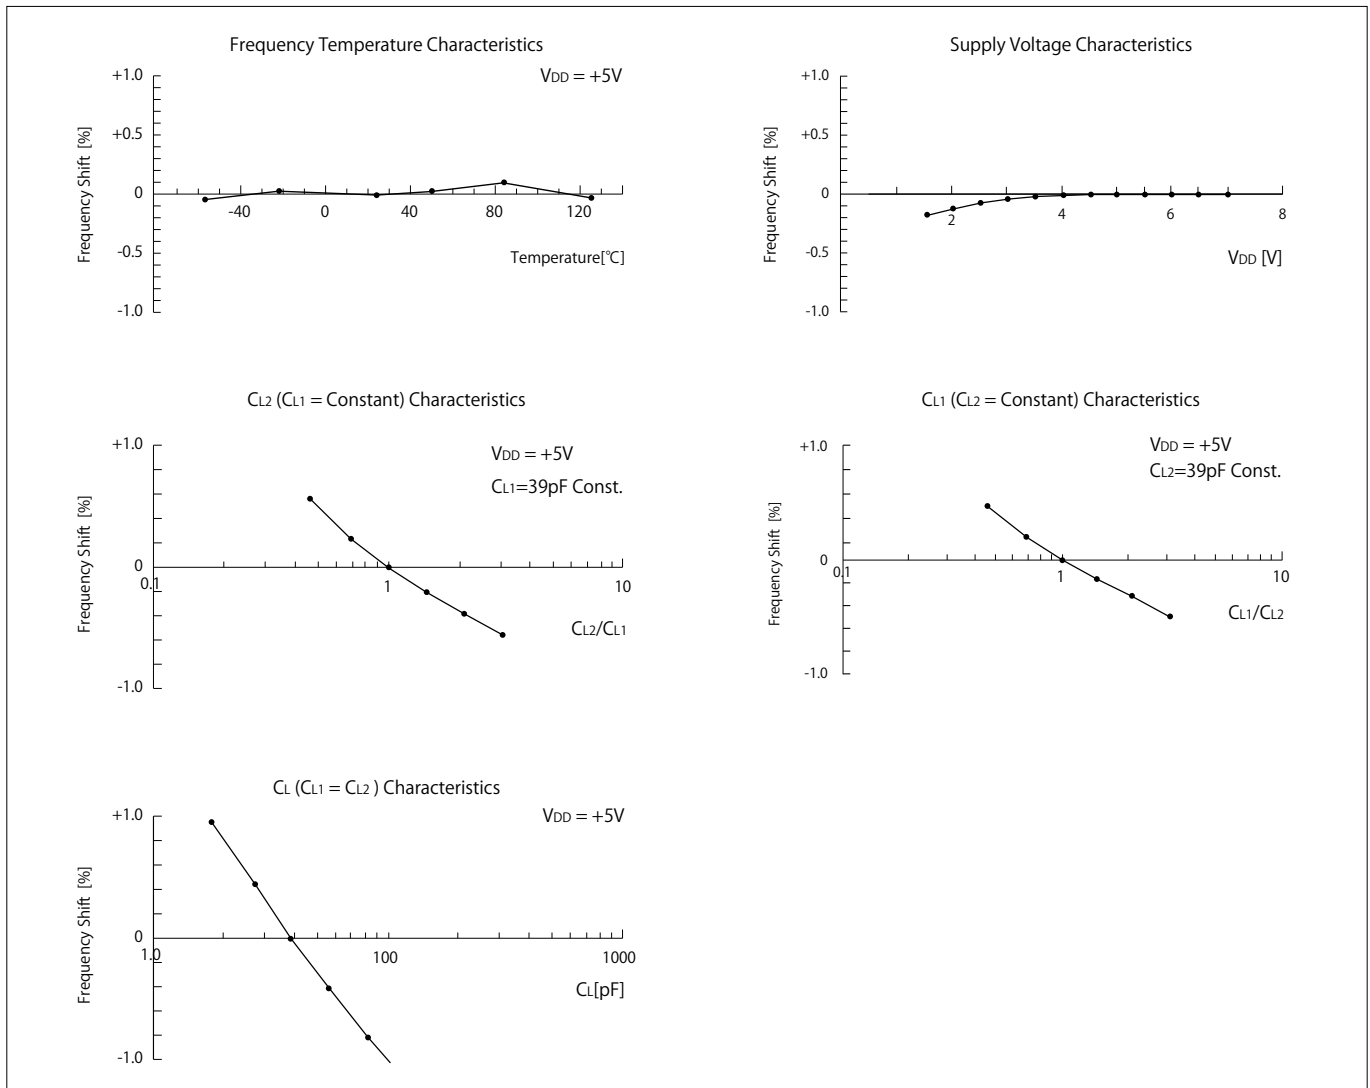 Frequency Temperature Characteristics
VDD = +5V
+1.0
+0.5
0
-0.5
-1.0
Frequency Shift [%]
-40
0
40
80
120
Temperature[℃]
Supply Voltage Characteristics
+1.0
+0.5
0
-0.5
-1.0
Frequency Shift [%]
2
4
6
8
VDD [V]
CL2 (CL1 = Constant) Characteristics
VDD = +5V
CL1=39pF Const.
+1.0
0
-1.0
Frequency Shift [%]
0.1
1
10
CL2/CL1
CL1 (CL2 = Constant) Characteristics
VDD = +5V
CL2=39pF Const.
+1.0
0
-1.0
Frequency Shift [%]
0.1
1
10
CL1/CL2
CL (CL1 = CL2 ) Characteristics
VDD = +5V
+1.0
0
-1.0
Frequency Shift [%]
1.0
100
1000
CL[pF]